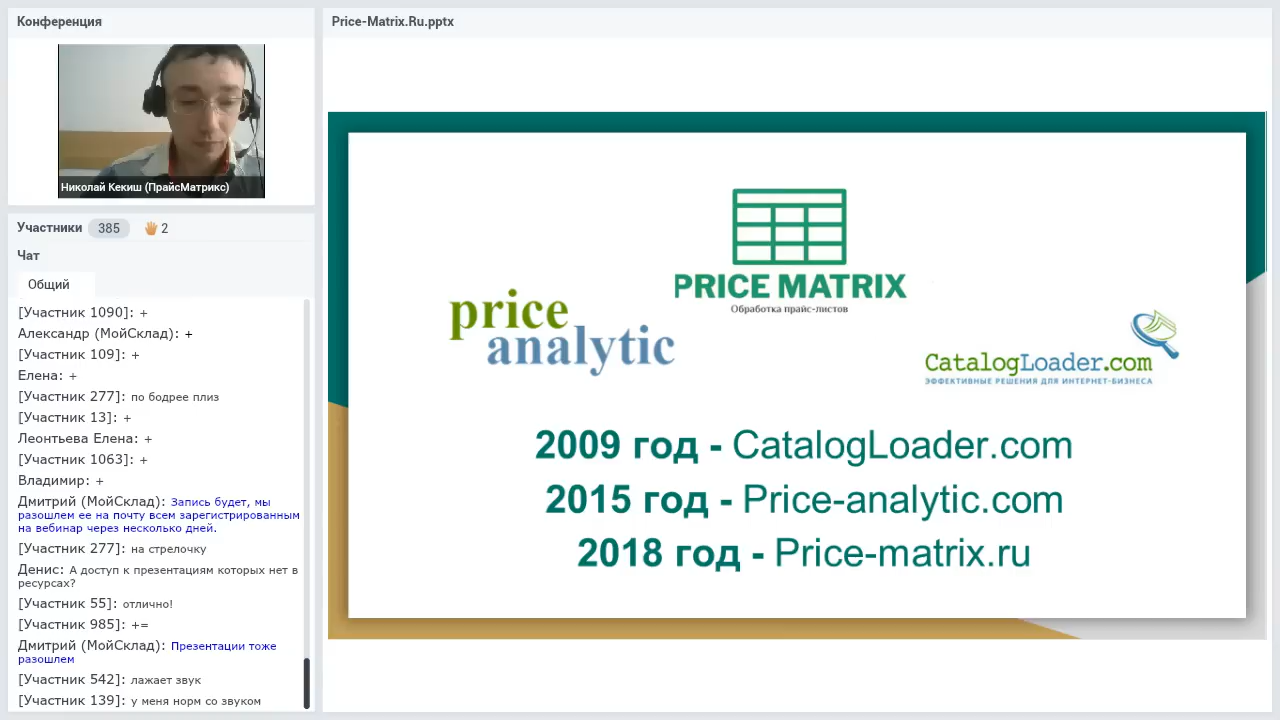 Конференция
Николай Кекиш (ПрайсМатрикс)
Участники 385 2
Чат
Общий
[Участник 1090]: +
Александр (МойСклад): +
[Участник 109]: +
Елена: +
[Участник 277]: по бодрее плиз
[Участник 13]: +
Леонтьева Елена: +
[Участник 1063]: +
Владимир: +
Дмитрий (МойСклад): Запись будет, мы
разошлем ее на почту всем зарегистрированным
на вебинар через несколько дней.
[Участник 277]: на стрелочку
Денис: А доступ к презентациям которых нет в
ресурсах?
[Участник 55]: отлично!
[Участник 985]: +=
Дмитрий (МойСклад): Презентации тоже
разошлем
[Участник 542]: лажает звук
[Участник 139]: у меня норм со звуком
Price-Matrix.Ru.pptx
PRICE MATRIX
Обработка прайс-листов
price
analytic
CatalogLoader.com
ЭФФЕКТИВНЫЕ РЕШЕНИЯ ДЛЯ ИНТЕРНЕТ-БИЗНЕСА
2009 год - CatalogLoader.com
2015 год - Price-analytic.com
2018 год - Price-matrix.ru